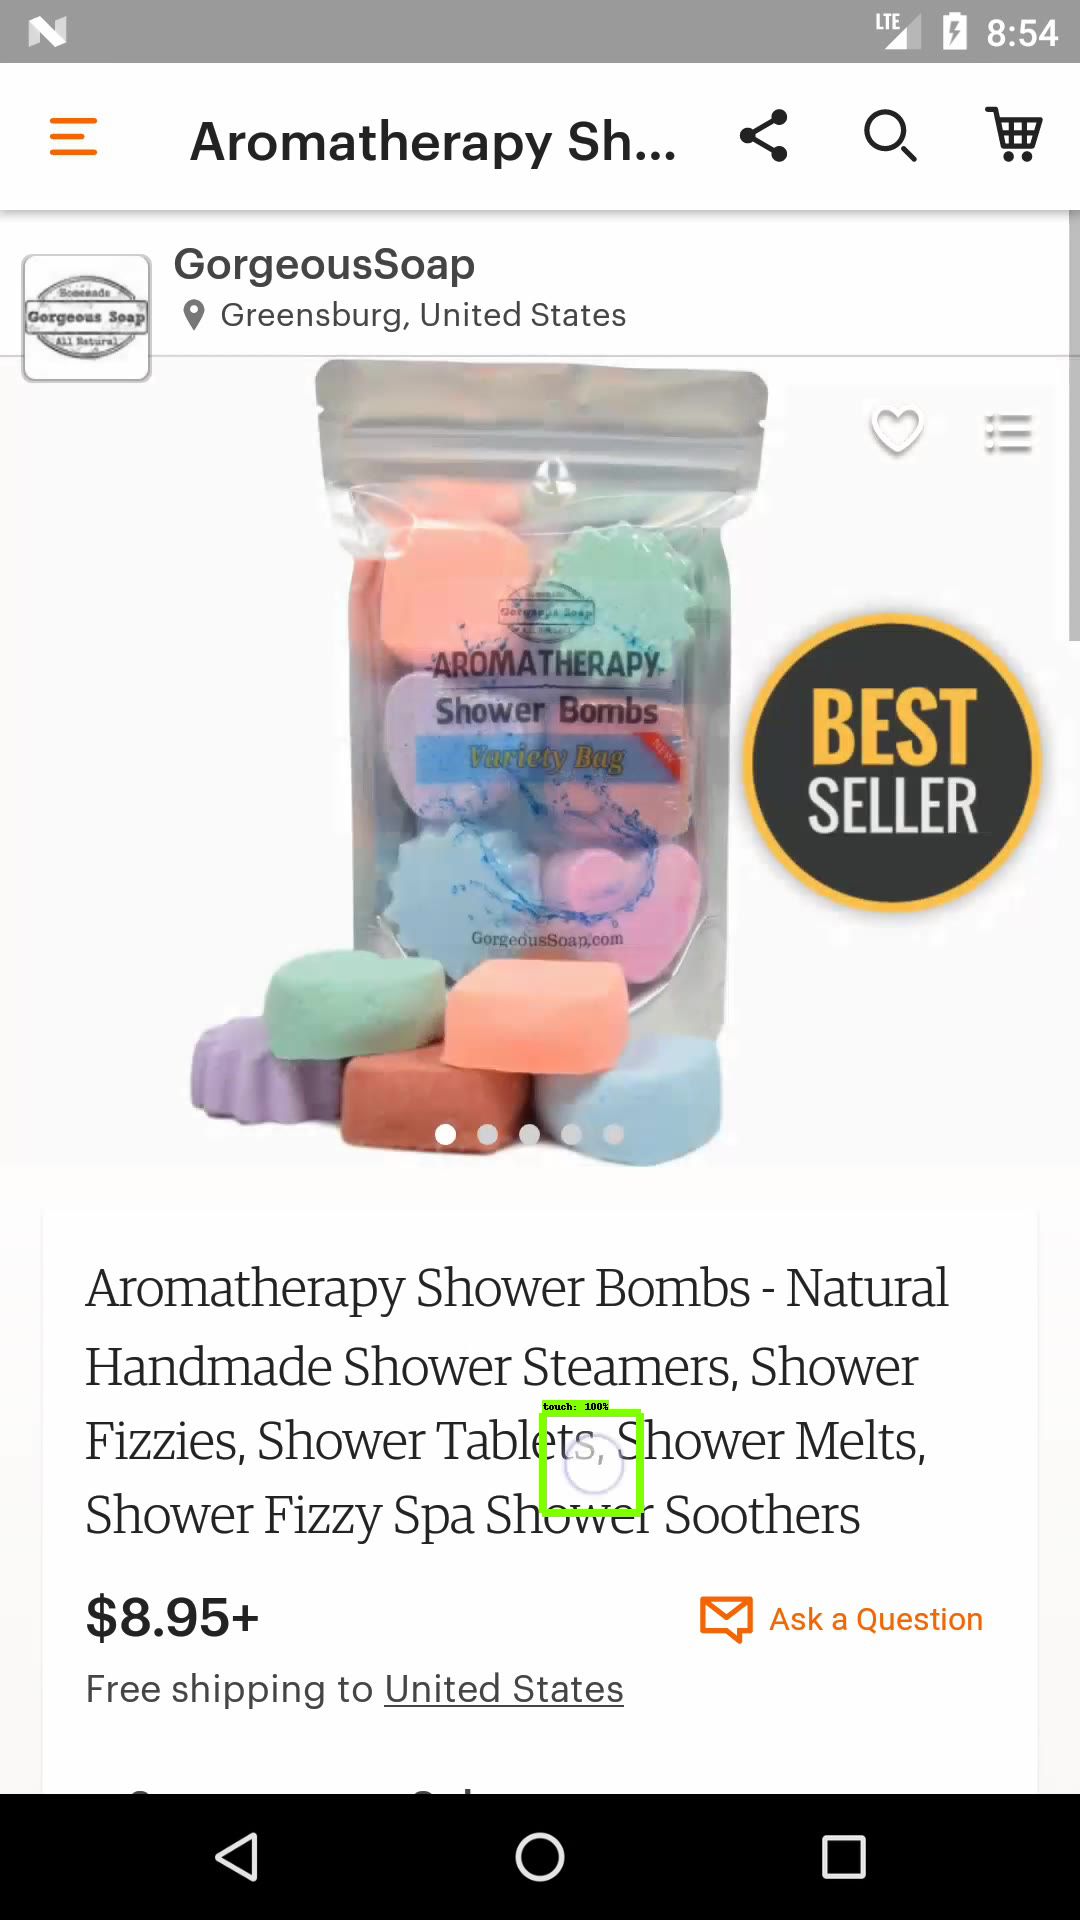 LTE 8:54
Aromatherapy Sh...
GorgeousSoap
Greensburg, United States
Homemade
Gorgeous Soap
All Natural
Gorgeous Soap
AROMATHERAPY
Shower Bombs
Variety Bag
NEW
GorgeousSoap.com
BEST
SELLER
Aromatherapy Shower Bombs - Natural
Handmade Shower Steamers, Shower
Fizzies, Shower Tablets, Shower Melts,
Shower Fizzy Spa Shower Soothers
touch: 100%
$8.95+
Ask a Question
Free shipping to United States